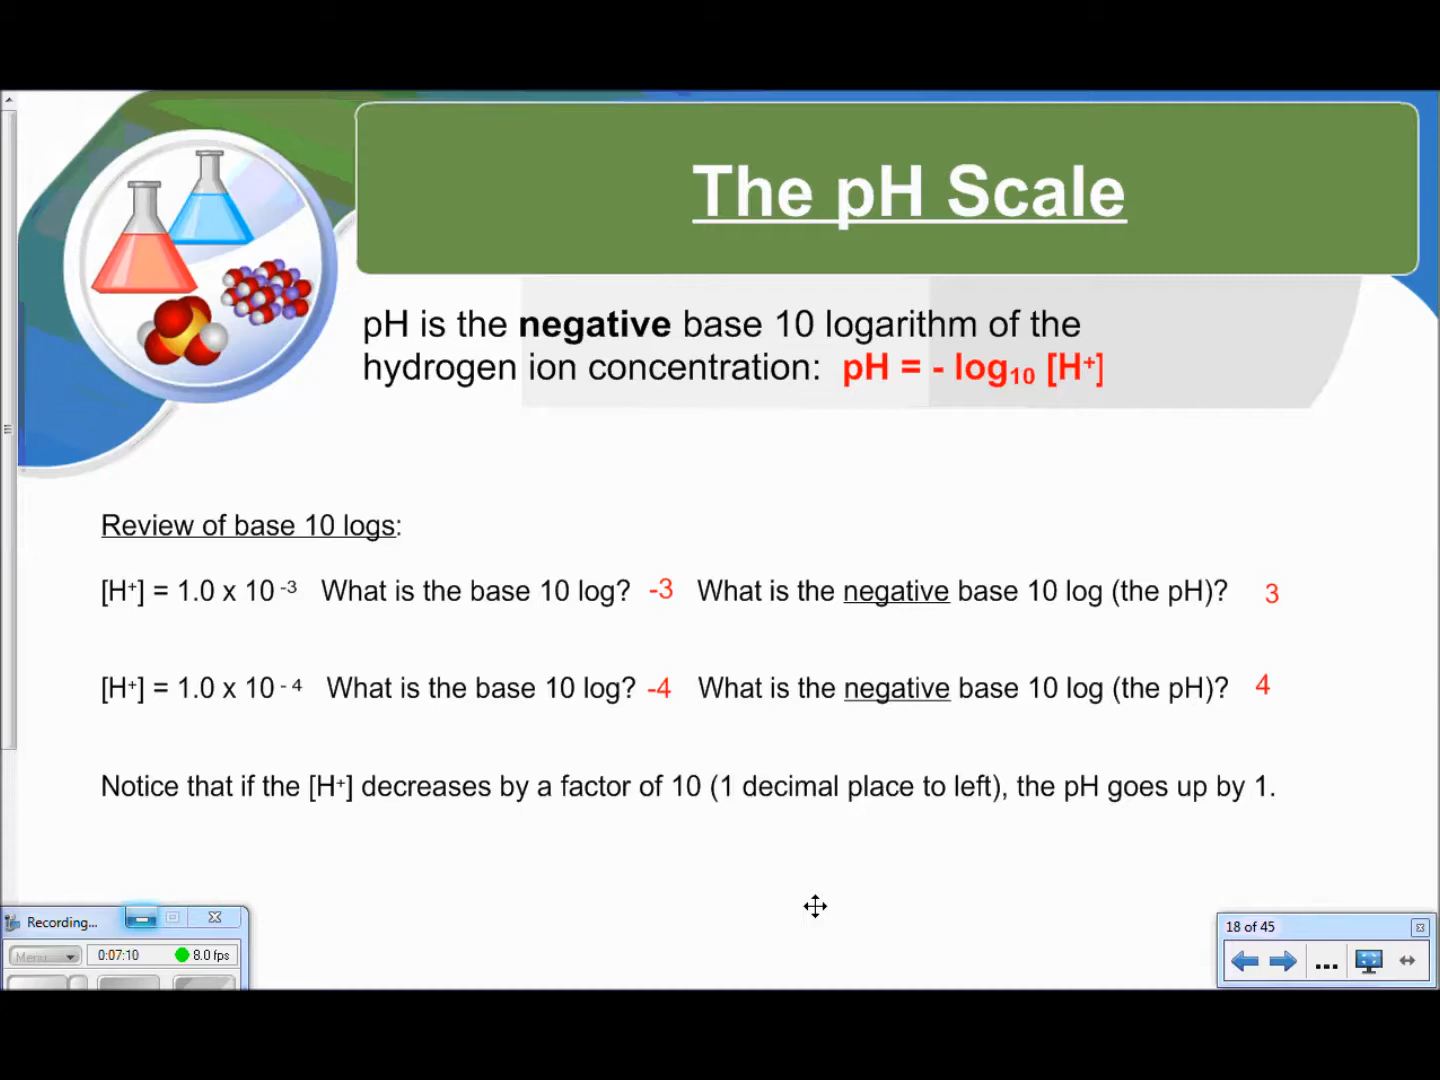 The pH Scale
pH is the negative base 10 logarithm of the
hydrogen ion concentration: pH = - log₁₀ [H⁺]
Review of base 10 logs:
[H⁺] = 1.0 x 10 ⁻³ What is the base 10 log? -3 What is the negative base 10 log (the pH)? 3
[H⁺] = 1.0 x 10 ⁻ ⁴ What is the base 10 log? -4 What is the negative base 10 log (the pH)? 4
Notice that if the [H⁺] decreases by a factor of 10 (1 decimal place to left), the pH goes up by 1.
Recording...
Menu
0:07:10
8.0 fps
18 of 45
...